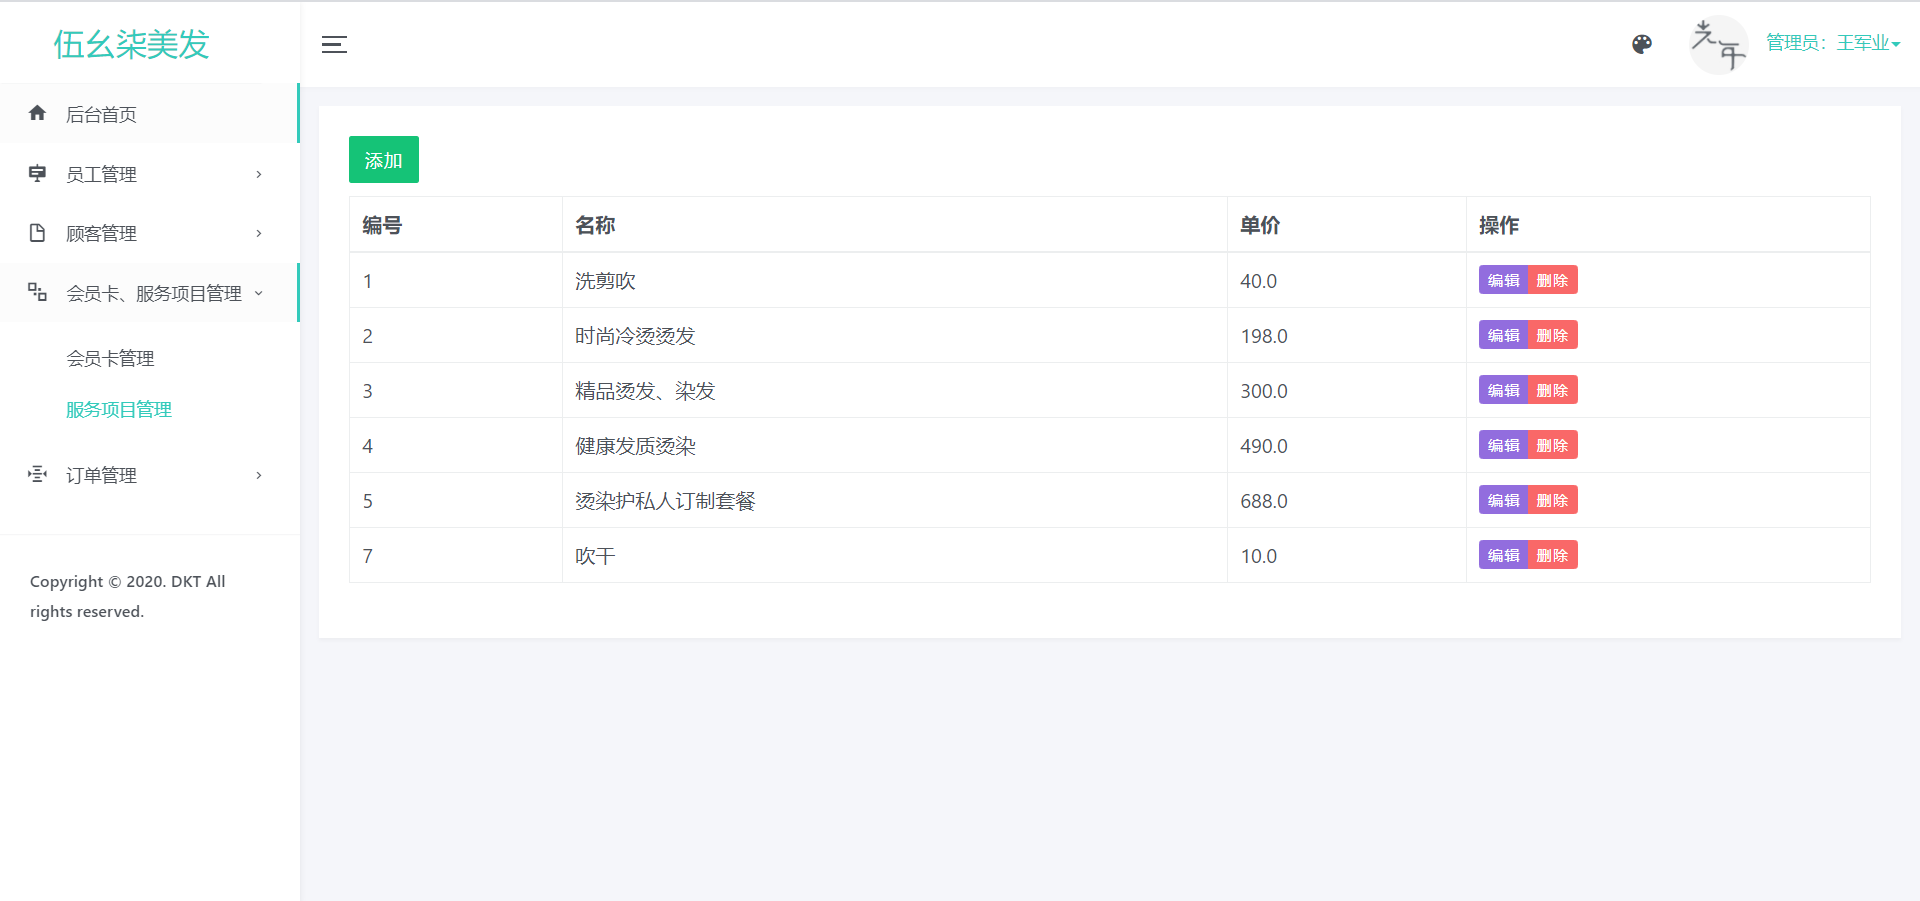 伍幺柒美发
管理员：王军业
后台首页
员工管理
顾客管理
会员卡、服务项目管理
会员卡管理
服务项目管理
订单管理
Copyright © 2020. DKT All
rights reserved.
添加
编号 名称 单价 操作
1 洗剪吹 40.0 编辑 删除
2 时尚冷烫烫发 198.0 编辑 删除
3 精品烫发、染发 300.0 编辑 删除
4 健康发质烫染 490.0 编辑 删除
5 烫染护私人订制套餐 688.0 编辑 删除
7 吹干 10.0 编辑 删除